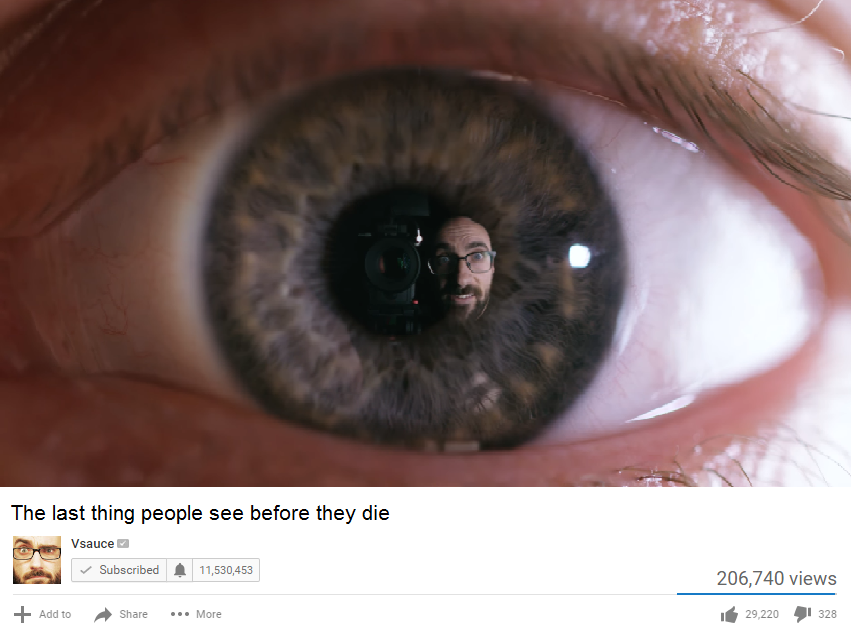 The last thing people see before they die
Vsauce
Subscribed 11,530,453
206,740 views
Add to Share More 29,220 328